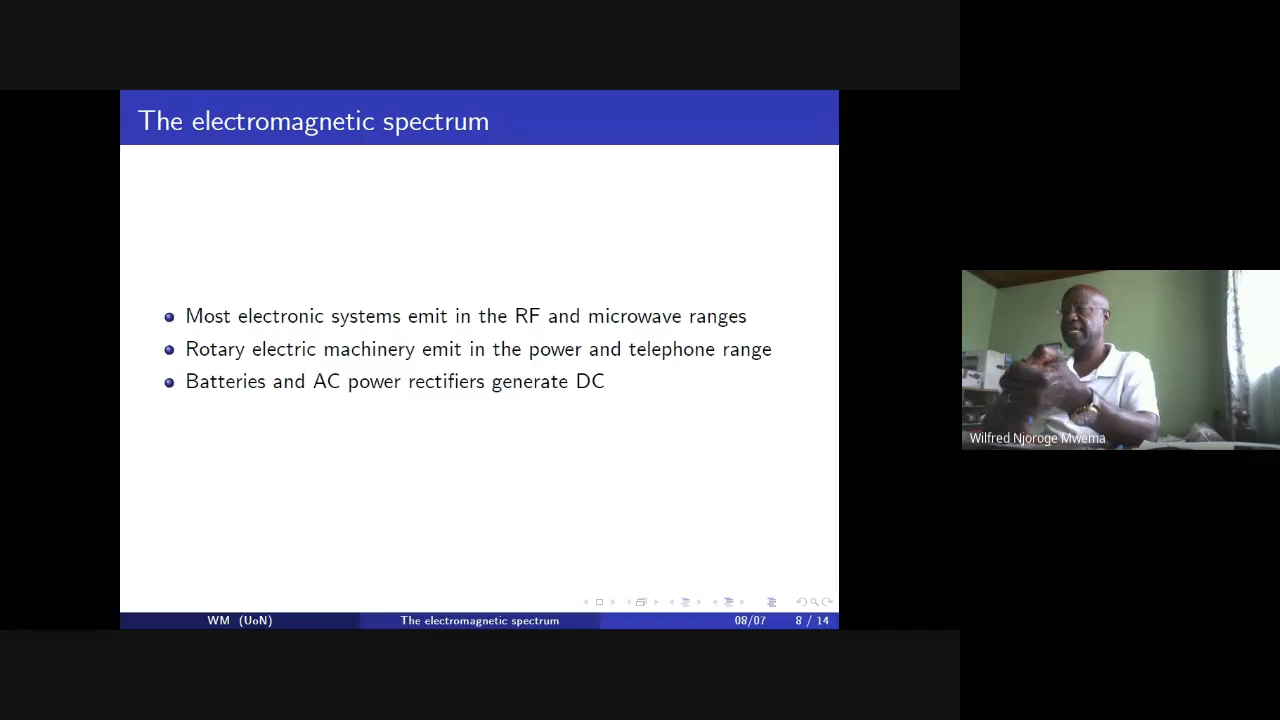 The electromagnetic spectrum
Most electronic systems emit in the RF and microwave ranges
Rotary electric machinery emit in the power and telephone range
Batteries and AC power rectifiers generate DC
WM (UoN)
The electromagnetic spectrum
08/07
8 / 14
Wilfred Njoroge Mwema